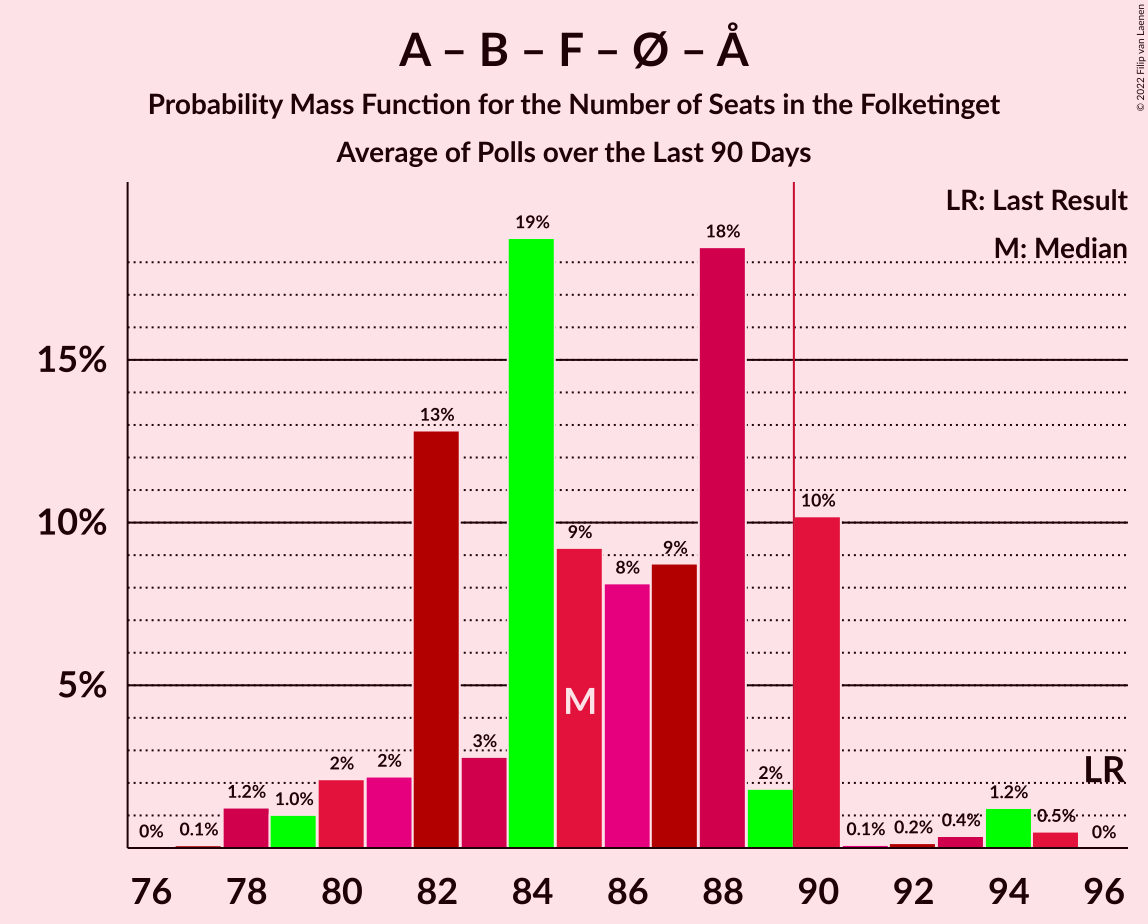 A – B – F – Ø – Å
Probability Mass Function for the Number of Seats in the Folketinget
Average of Polls over the Last 90 Days
© 2022 Filip van Laenen
LR: Last Result
M: Median
15%
10%
5%
0%
0.1%
1.2%
1.0%
2%
2%
13%
3%
19%
9%
8%
9%
18%
2%
10%
0.1%
0.2%
0.4%
1.2%
0.5%
0%
M
LR
76 78 80 82 84 86 88 90 92 94 96